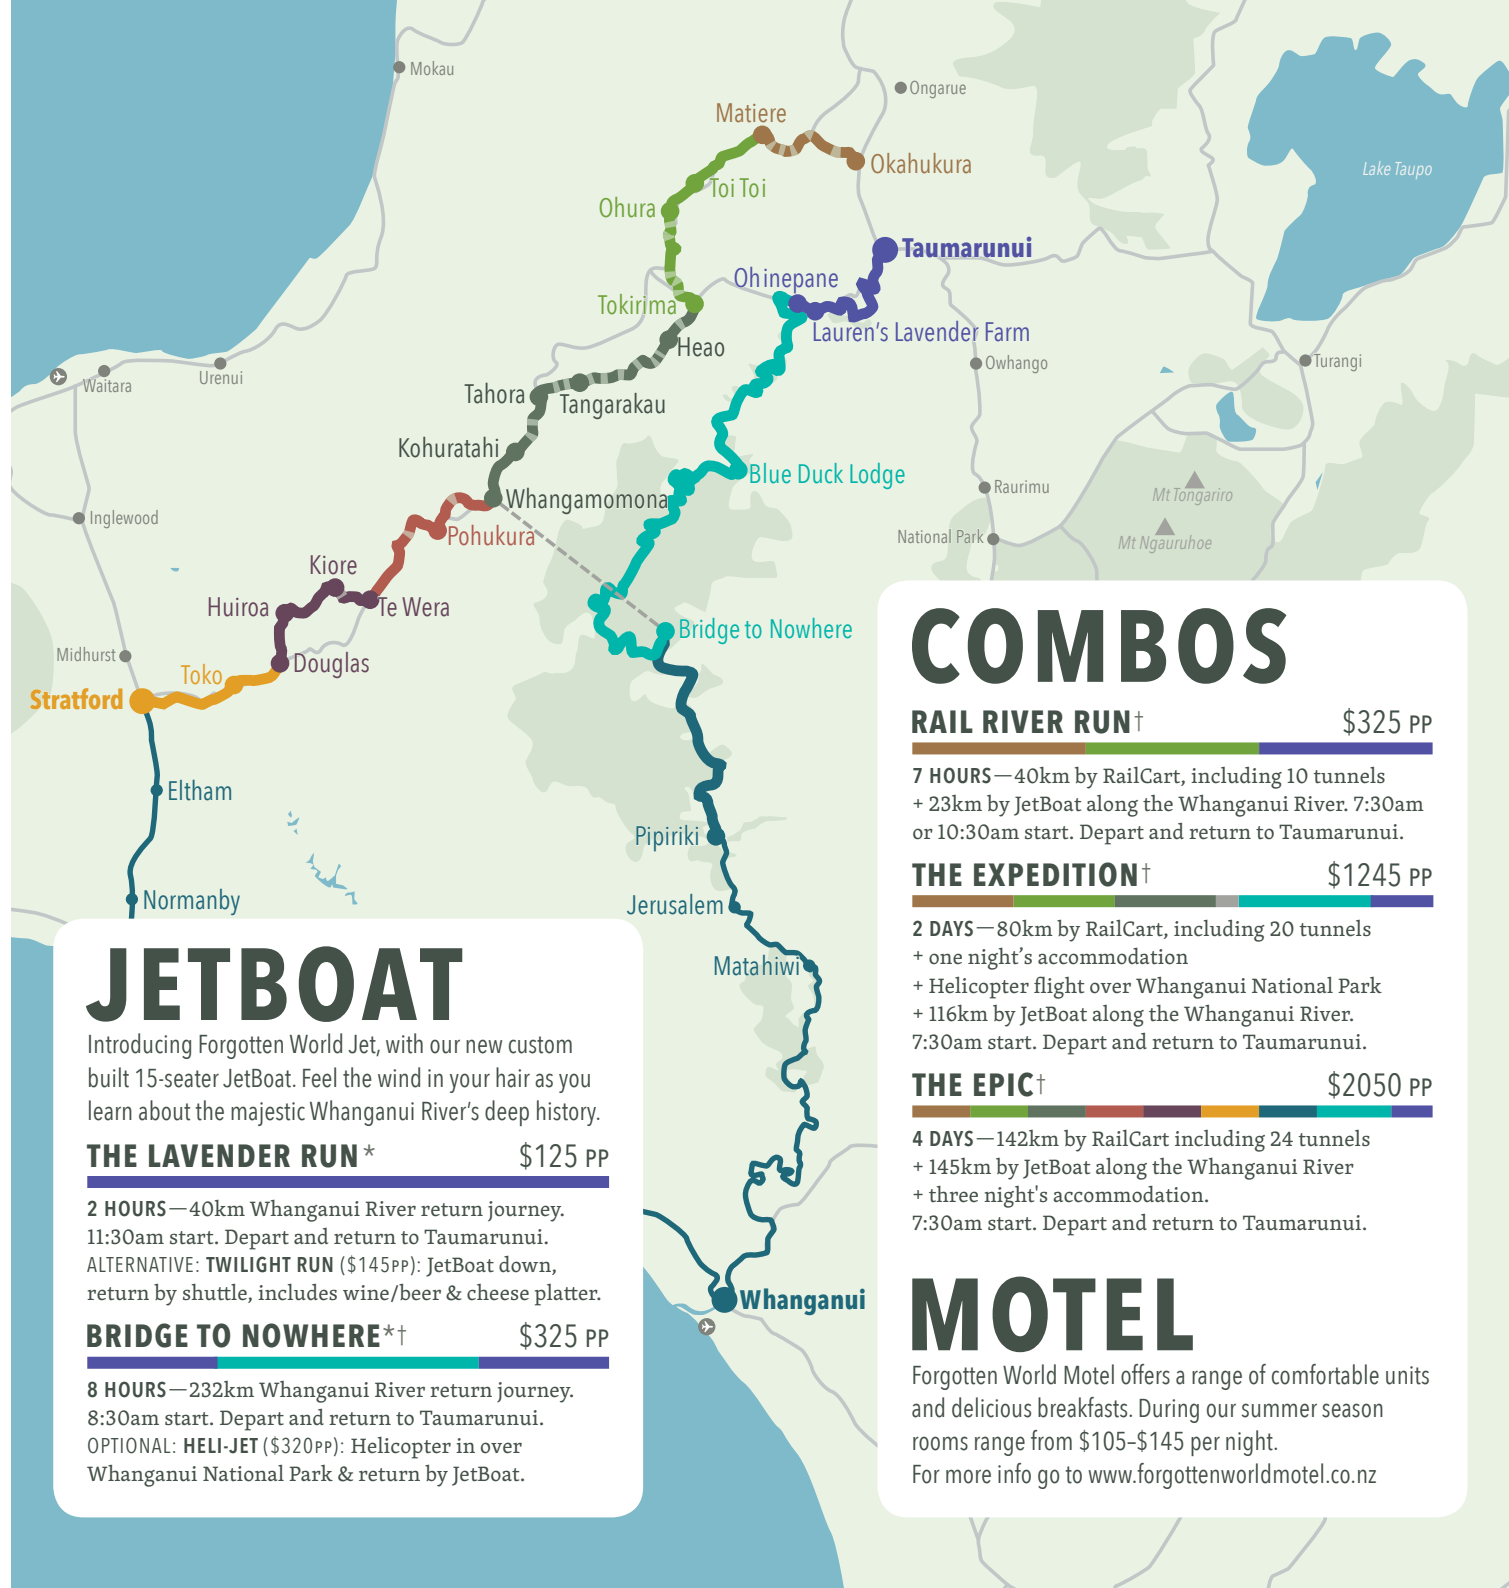 Mokau
Ongarue
Matiere
Okahukura
Lake Taupo
Toi Toi
Ohura
Taumarunui
Ohinepane
Tokirima
Lauren's Lavender Farm
Heao
Owhango
Turangi
Waitara
Urenui
Tahora
Tangarakau
Kohuratahi
Blue Duck Lodge
Whangamomona
Raurimu
Mt Tongariro
Inglewood
Pohukura
National Park
Mt Ngauruhoe
Kiore
Huiroa
Te Wera
Bridge to Nowhere
Midhurst
Douglas
Toko
Stratford
Eltham
Pipiriki
Normanby
Jerusalem
Matahiwi
Whanganui
JETBOAT
Introducing Forgotten World Jet, with our new custom
built 15-seater JetBoat. Feel the wind in your hair as you
learn about the majestic Whanganui River's deep history.
THE LAVENDER RUN* $125 PP
2 HOURS—40km Whanganui River return journey.
11:30am start. Depart and return to Taumarunui.
ALTERNATIVE: TWILIGHT RUN ($145PP): JetBoat down,
return by shuttle, includes wine/beer & cheese platter.
BRIDGE TO NOWHERE*† $325 PP
8 HOURS—232km Whanganui River return journey.
8:30am start. Depart and return to Taumarunui.
OPTIONAL: HELI-JET ($320PP): Helicopter in over
Whanganui National Park & return by JetBoat.
COMBOS
RAIL RIVER RUN† $325 PP
7 HOURS—40km by RailCart, including 10 tunnels
+ 23km by JetBoat along the Whanganui River. 7:30am
or 10:30am start. Depart and return to Taumarunui.
THE EXPEDITION† $1245 PP
2 DAYS—80km by RailCart, including 20 tunnels
+ one night's accommodation
+ Helicopter flight over Whanganui National Park
+ 116km by JetBoat along the Whanganui River.
7:30am start. Depart and return to Taumarunui.
THE EPIC† $2050 PP
4 DAYS—142km by RailCart including 24 tunnels
+ 145km by JetBoat along the Whanganui River
+ three night's accommodation.
7:30am start. Depart and return to Taumarunui.
MOTEL
Forgotten World Motel offers a range of comfortable units
and delicious breakfasts. During our summer season
rooms range from $105–$145 per night.
For more info go to www.forgottenworldmotel.co.nz